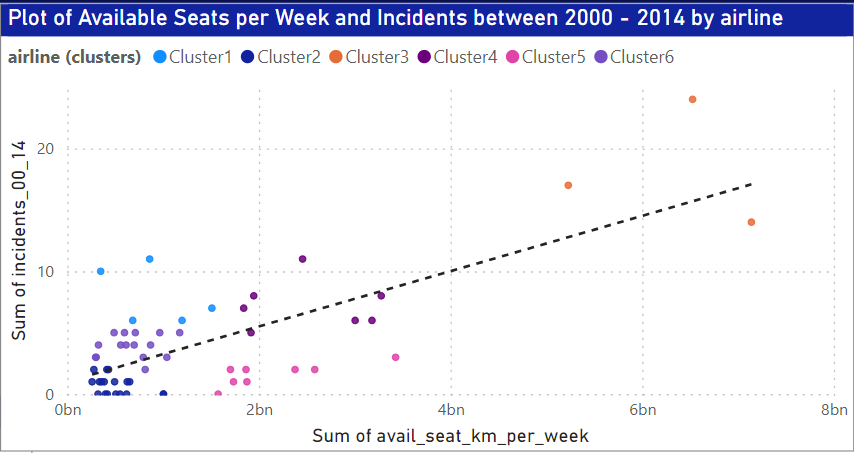 Plot of Available Seats per Week and Incidents between 2000 - 2014 by airline
airline (clusters) Cluster1 Cluster2 Cluster3 Cluster4 Cluster5 Cluster6
Sum of incidents_00_14
20
10
0
0bn 2bn 4bn 6bn 8bn
Sum of avail_seat_km_per_week